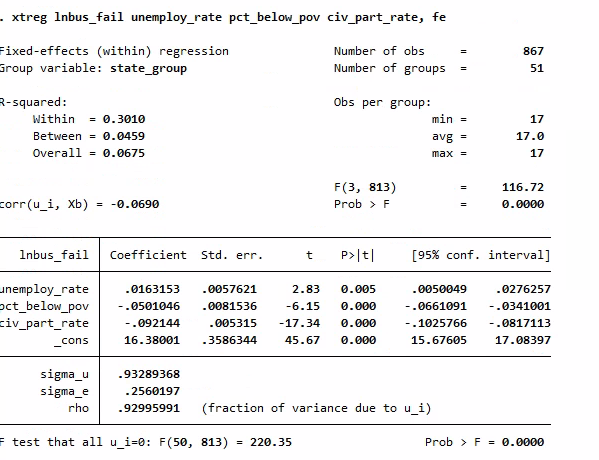 . xtreg lnbus_fail unemploy_rate pct_below_pov civ_part_rate, fe
Fixed-effects (within) regression Number of obs = 867
Group variable: state_group Number of groups = 51
R-squared: Obs per group:
Within = 0.3010 min = 17
Between = 0.0459 avg = 17.0
Overall = 0.0675 max = 17
F(3, 813) = 116.72
corr(u_i, Xb) = -0.0690 Prob > F = 0.0000
lnbus_fail Coefficient Std. err. t P>|t| [95% conf. interval]
unemploy_rate .0163153 .0057621 2.83 0.005 .0050049 .0276257
pct_below_pov -.0501046 .0081536 -6.15 0.000 -.0661091 -.0341001
civ_part_rate -.092144 .005315 -17.34 0.000 -.1025766 -.0817113
_cons 16.38001 .3586344 45.67 0.000 15.67605 17.08397
sigma_u .93289368
sigma_e .2560197
rho .92995991 (fraction of variance due to u_i)
F test that all u_i=0: F(50, 813) = 220.35 Prob > F = 0.0000